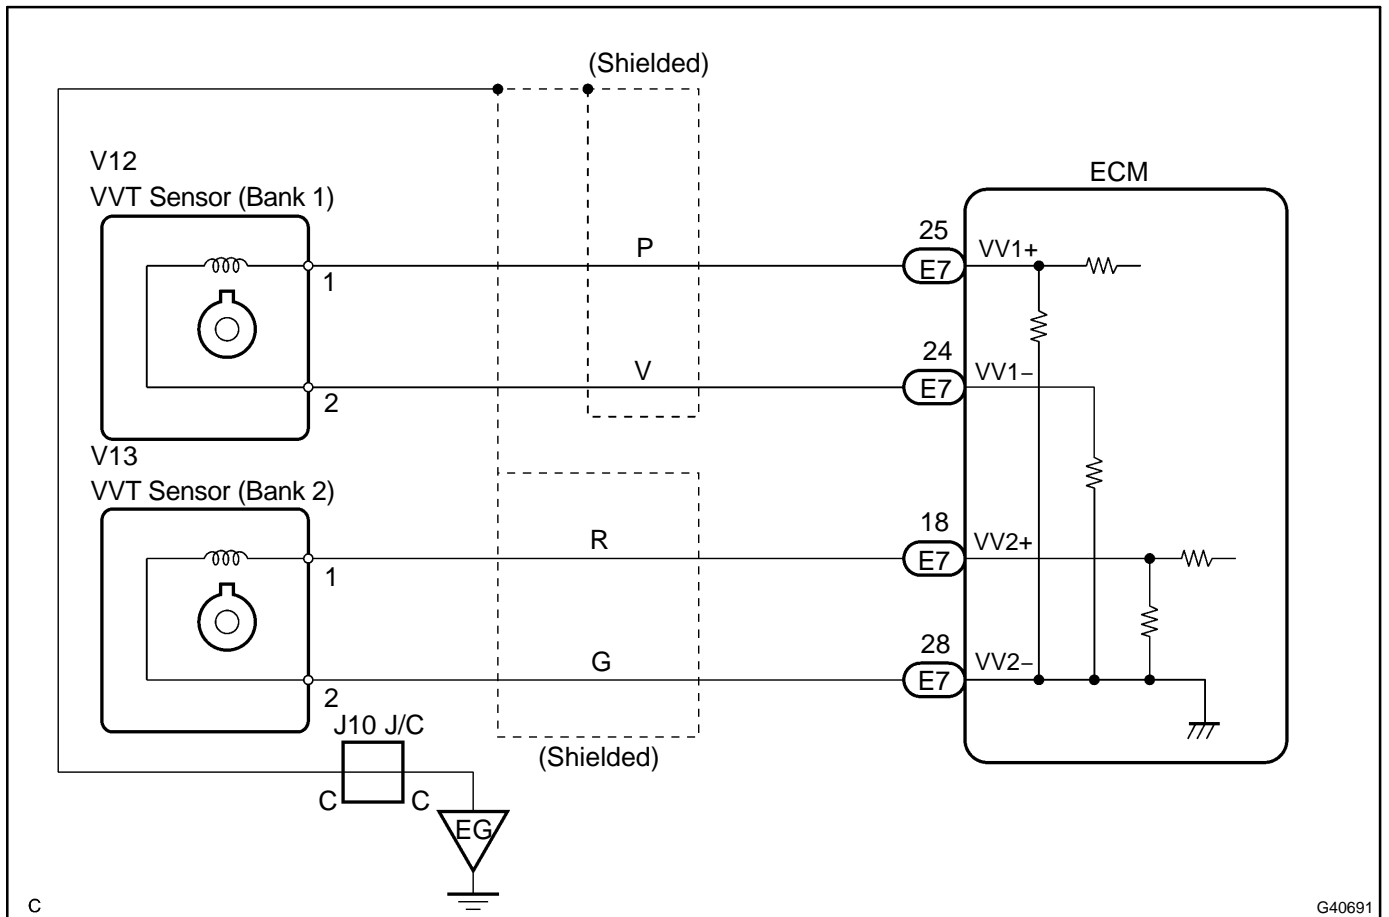 (Shielded)
V12
VVT Sensor (Bank 1)
ECM
P
25
E7
VV1+
1
V
24
E7
VV1−
2
V13
VVT Sensor (Bank 2)
R
18
E7
VV2+
1
G
28
E7
VV2−
2
J10 J/C
(Shielded)
C
C
EG
C
G40691